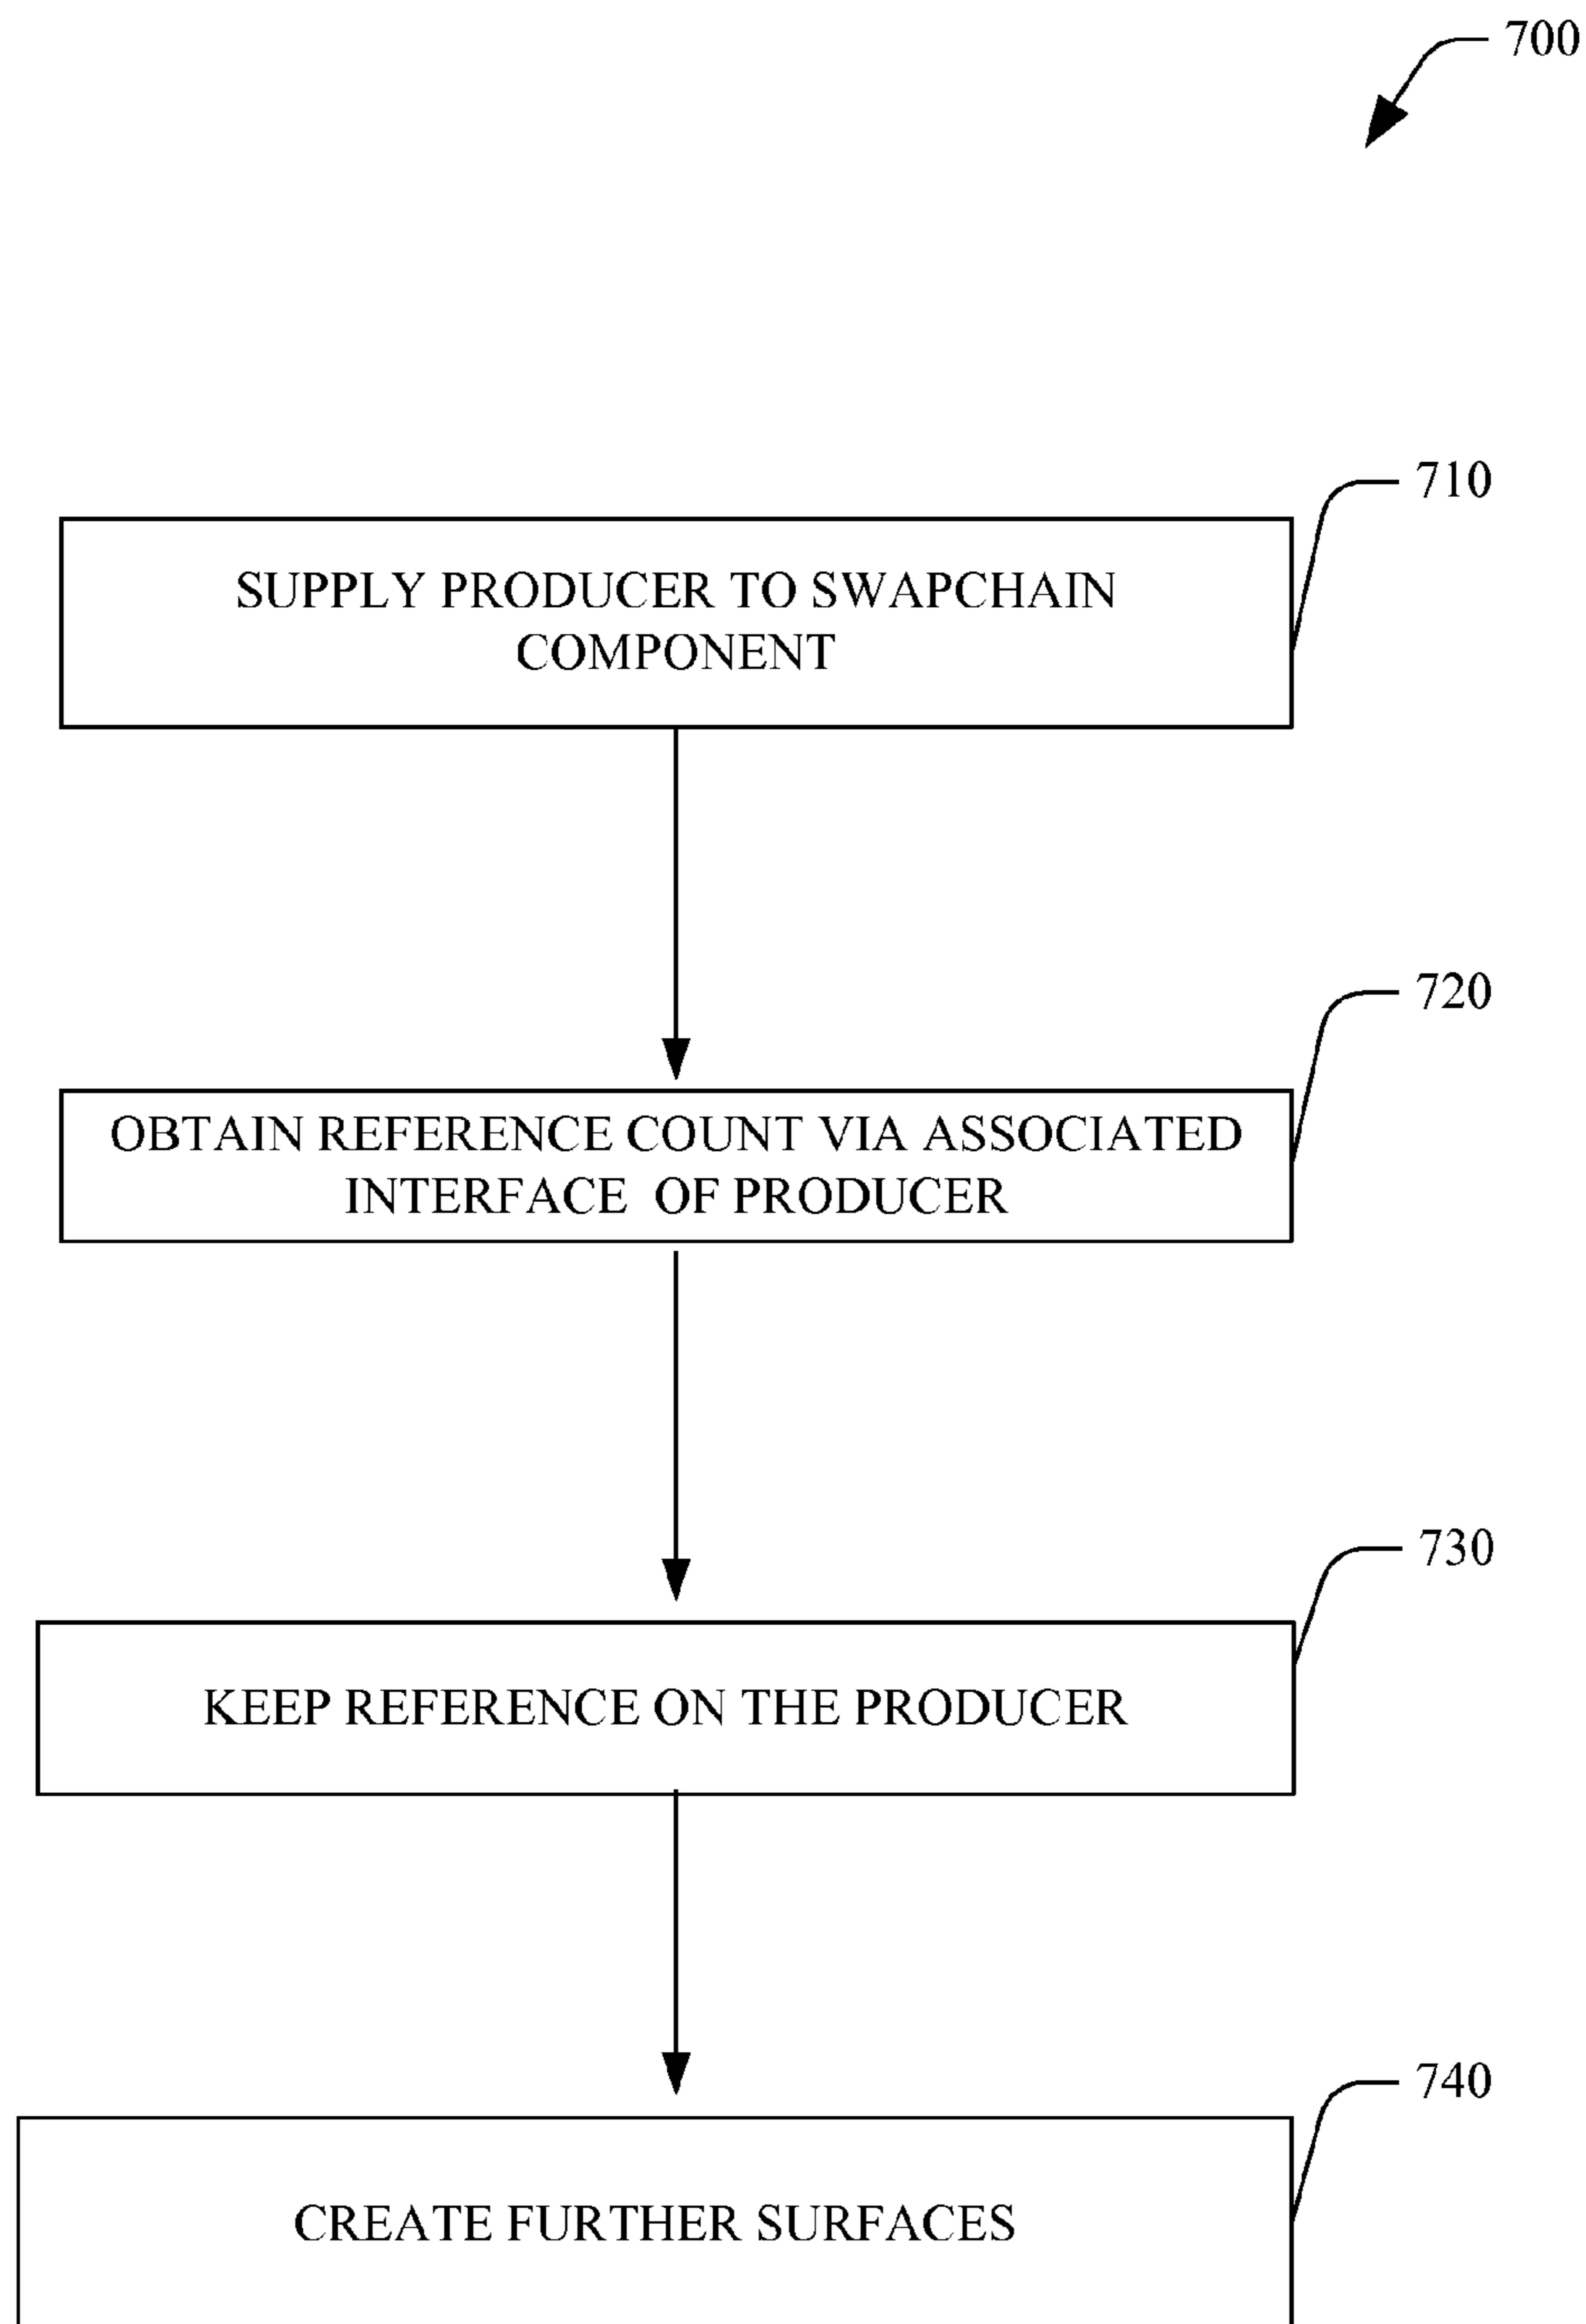 700
710
SUPPLY PRODUCER TO SWAPCHAIN
COMPONENT
720
OBTAIN REFERENCE COUNT VIA ASSOCIATED
INTERFACE OF PRODUCER
730
KEEP REFERENCE ON THE PRODUCER
740
CREATE FURTHER SURFACES